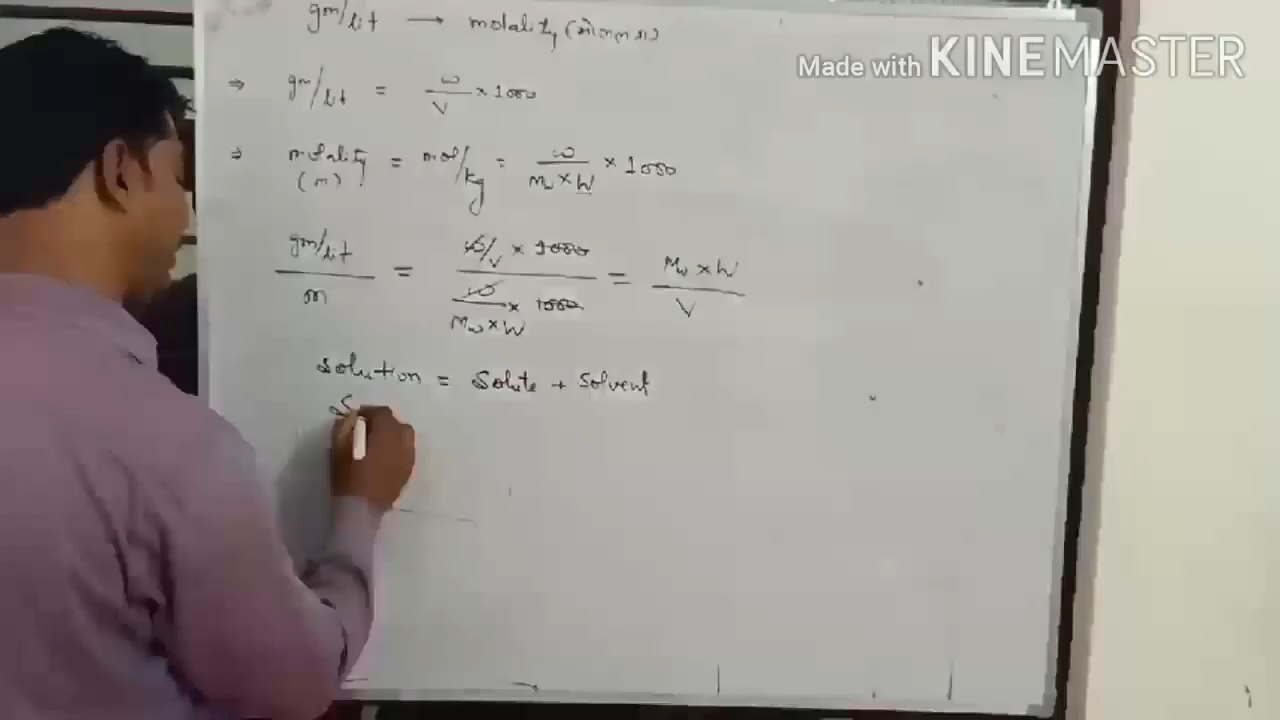 gm/lit → molality
Made with KINEMASTER
⇒ gm/lit = w/V × 1000
⇒ molality (m) = mol/kg = w/(Mw × W) × 1000
(gm/lit)/m = (w/V × 1000)/(w/(Mw × W) × 1000) = (Mw × W)/V
Solution = Solute + Solvent
S